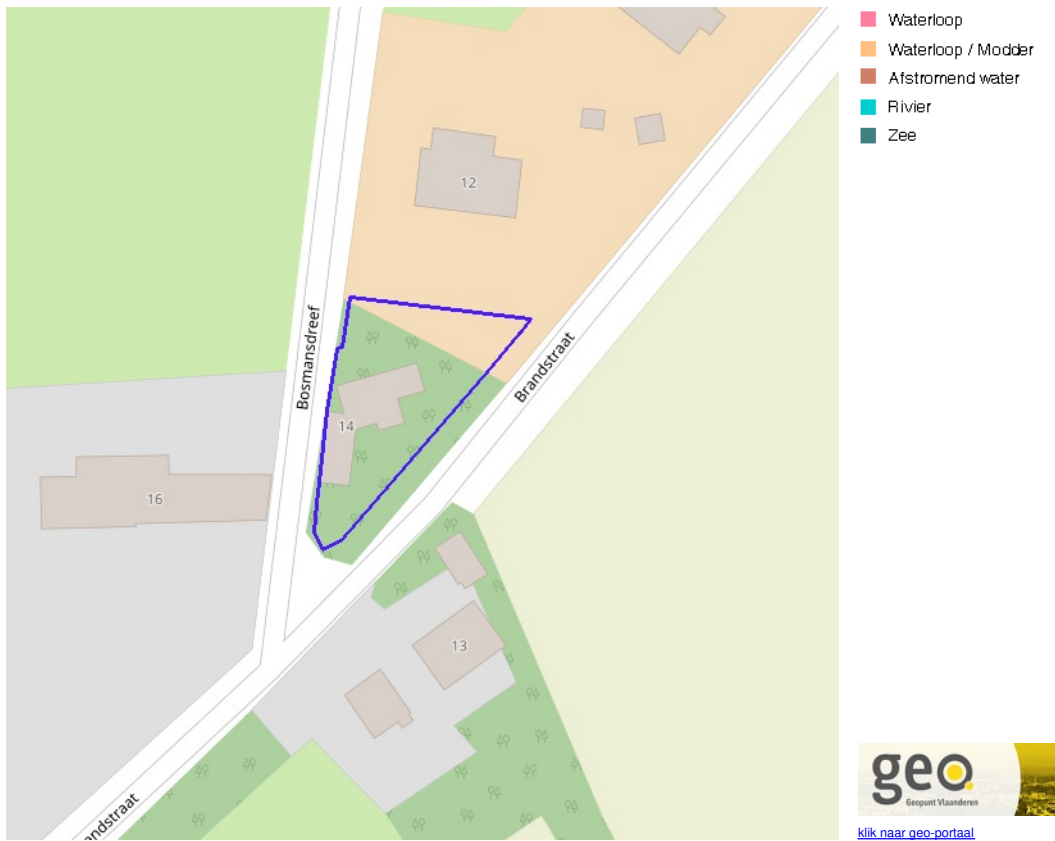 Waterloop
Waterloop / Modder
Afstromend water
Rivier
Zee
12
Bosmansdreef
Brandstraat
14
16
13
andstraat
geo.
Geopunt Vlaanderen
klik naar geo-portaal